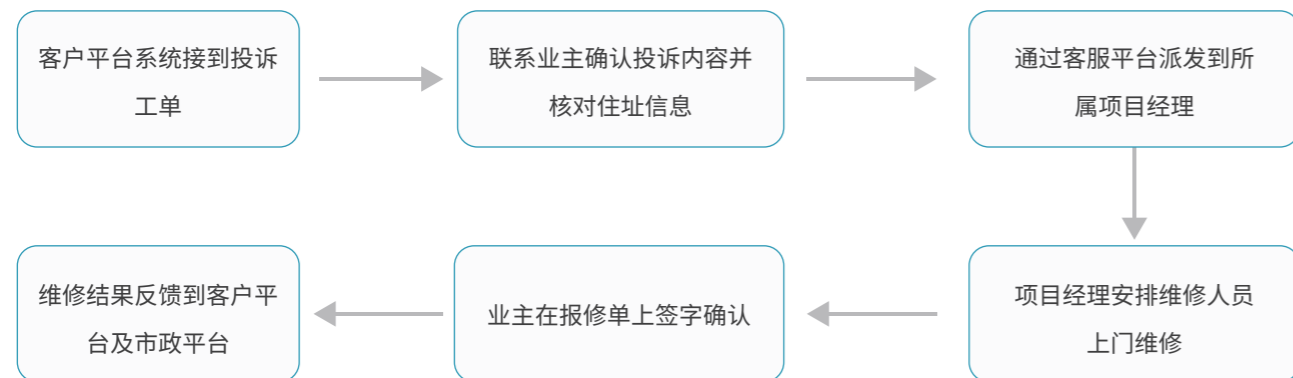 客户平台系统接到投诉
工单
联系业主确认投诉内容并
核对住址信息
通过客服平台派发到所
属项目经理
项目经理安排维修人员
上门维修
业主在报修单上签字确认
维修结果反馈到客户平
台及市政平台